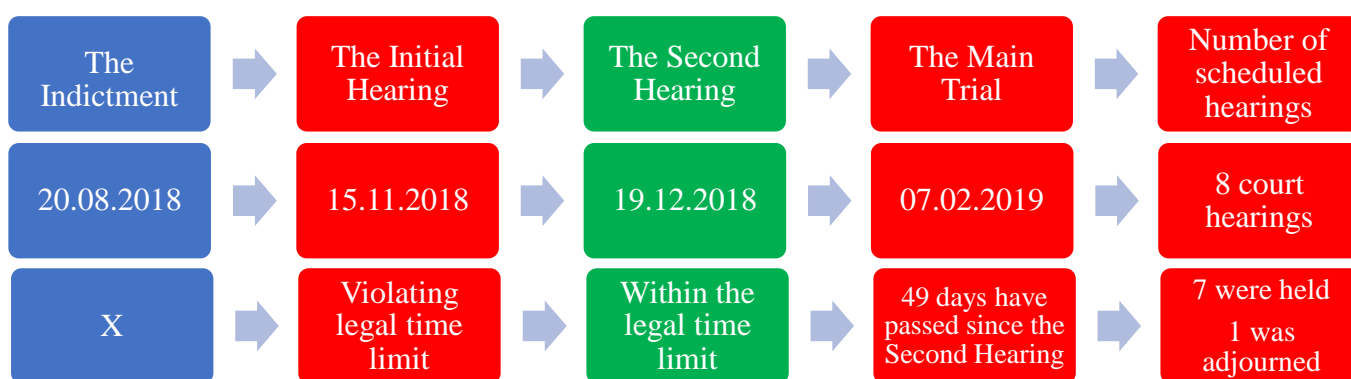 The
Indictment
The Initial
Hearing
The Second
Hearing
The Main
Trial
Number of
scheduled
hearings
20.08.2018
15.11.2018
19.12.2018
07.02.2019
8 court
hearings
X
Violating
legal time
limit
Within the
legal time
limit
49 days have
passed since the
Second Hearing
7 were held
1 was
adjourned